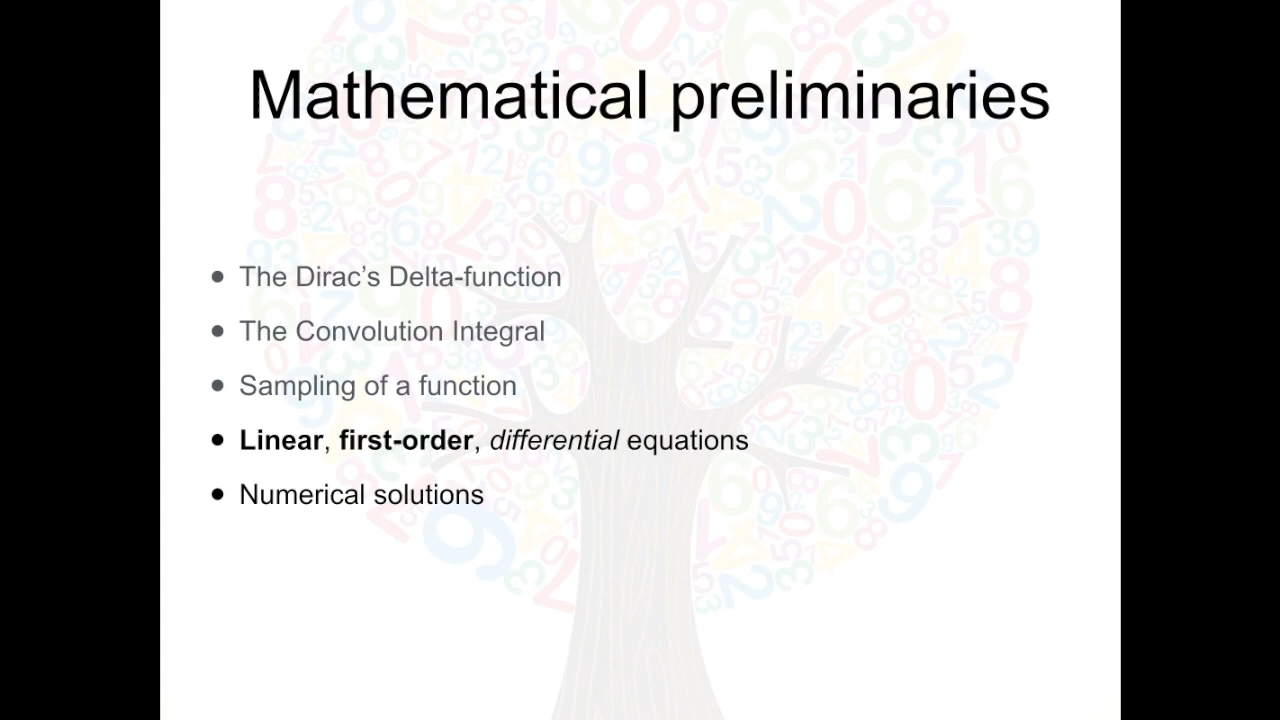 Mathematical preliminaries
• The Dirac’s Delta-function
• The Convolution Integral
• Sampling of a function
• Linear, first-order, differential equations
• Numerical solutions